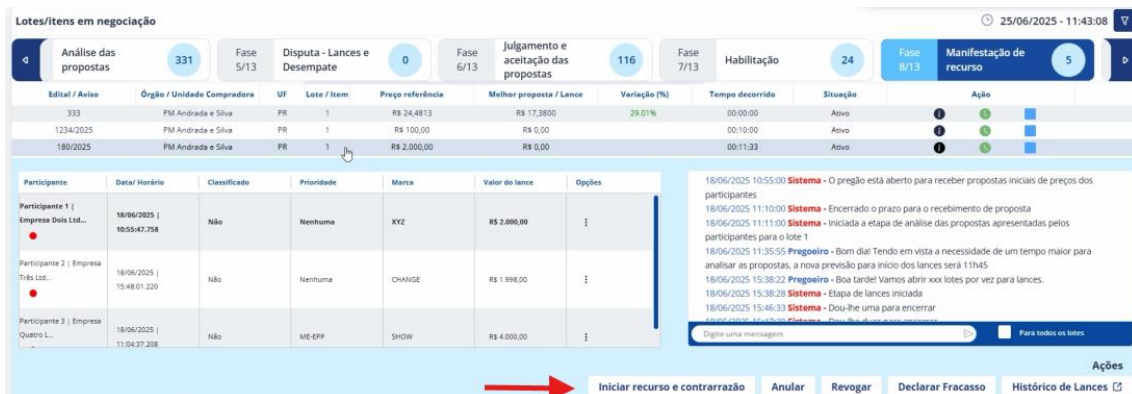 Lotes/itens em negociação
25/06/2025 - 11:43:08
Análise das propostas 331
Fase 5/13 Disputa - Lances e Desempate 0
Fase 6/13 Julgamento e aceitação das propostas 116
Fase 7/13 Habilitação 24
Fase 8/13 Manifestação de recurso 5
Edital / Aviso Órgão / Unidade Compradora UF Lote / Item Preço referência Melhor proposta / Lance Variação (%) Tempo decorrido Situação Ação
333 PM Andrada e Silva PR 1 R$ 24,4813 R$ 17,3800 29.01% 00:00:00 Ativo
1234/2025 PM Andrada e Silva PR 1 R$ 100,00 R$ 0,00 00:10:00 Ativo
180/2025 PM Andrada e Silva PR 1 R$ 2.000,00 R$ 0,00 00:11:33 Ativo
Participante Data/ Horário Classificado Prioridade Marca Valor do lance Opções
Participante 1 | Empresa Dois Ltd... 18/06/2025 | 10:55:47.758 Não Nenhuma XYZ R$ 2.000,00
Participante 2 | Empresa Três Ltd... 18/06/2025 | 15:48:01.220 Não Nenhuma CHANGE R$ 1.998,00
Participante 3 | Empresa Quatro L... 18/06/2025 | 11:04:37.208 Não ME-EPP SHOW R$ 4.000,00
18/06/2025 10:55:00 Sistema - O pregão está aberto para receber propostas iniciais de preços dos
participantes
18/06/2025 11:10:00 Sistema - Encerrado o prazo para o recebimento de proposta
18/06/2025 11:11:00 Sistema - Iniciada a etapa de análise das propostas apresentadas pelos
participantes para o lote 1
18/06/2025 11:35:55 Pregoeiro - Bom dia! Tendo em vista a necessidade de um tempo maior para
analisar as propostas, a nova previsão para início dos lances será 11h45
18/06/2025 15:38:22 Pregoeiro - Boa tarde! Vamos abrir xxx lotes por vez para lances.
18/06/2025 15:38:28 Sistema - Etapa de lances iniciada
18/06/2025 15:46:33 Sistema - Dou-lhe uma para encerrar
Digite uma mensagem
Para todos os lotes
Ações
Iniciar recurso e contrarrazão Anular Revogar Declarar Fracasso Histórico de Lances